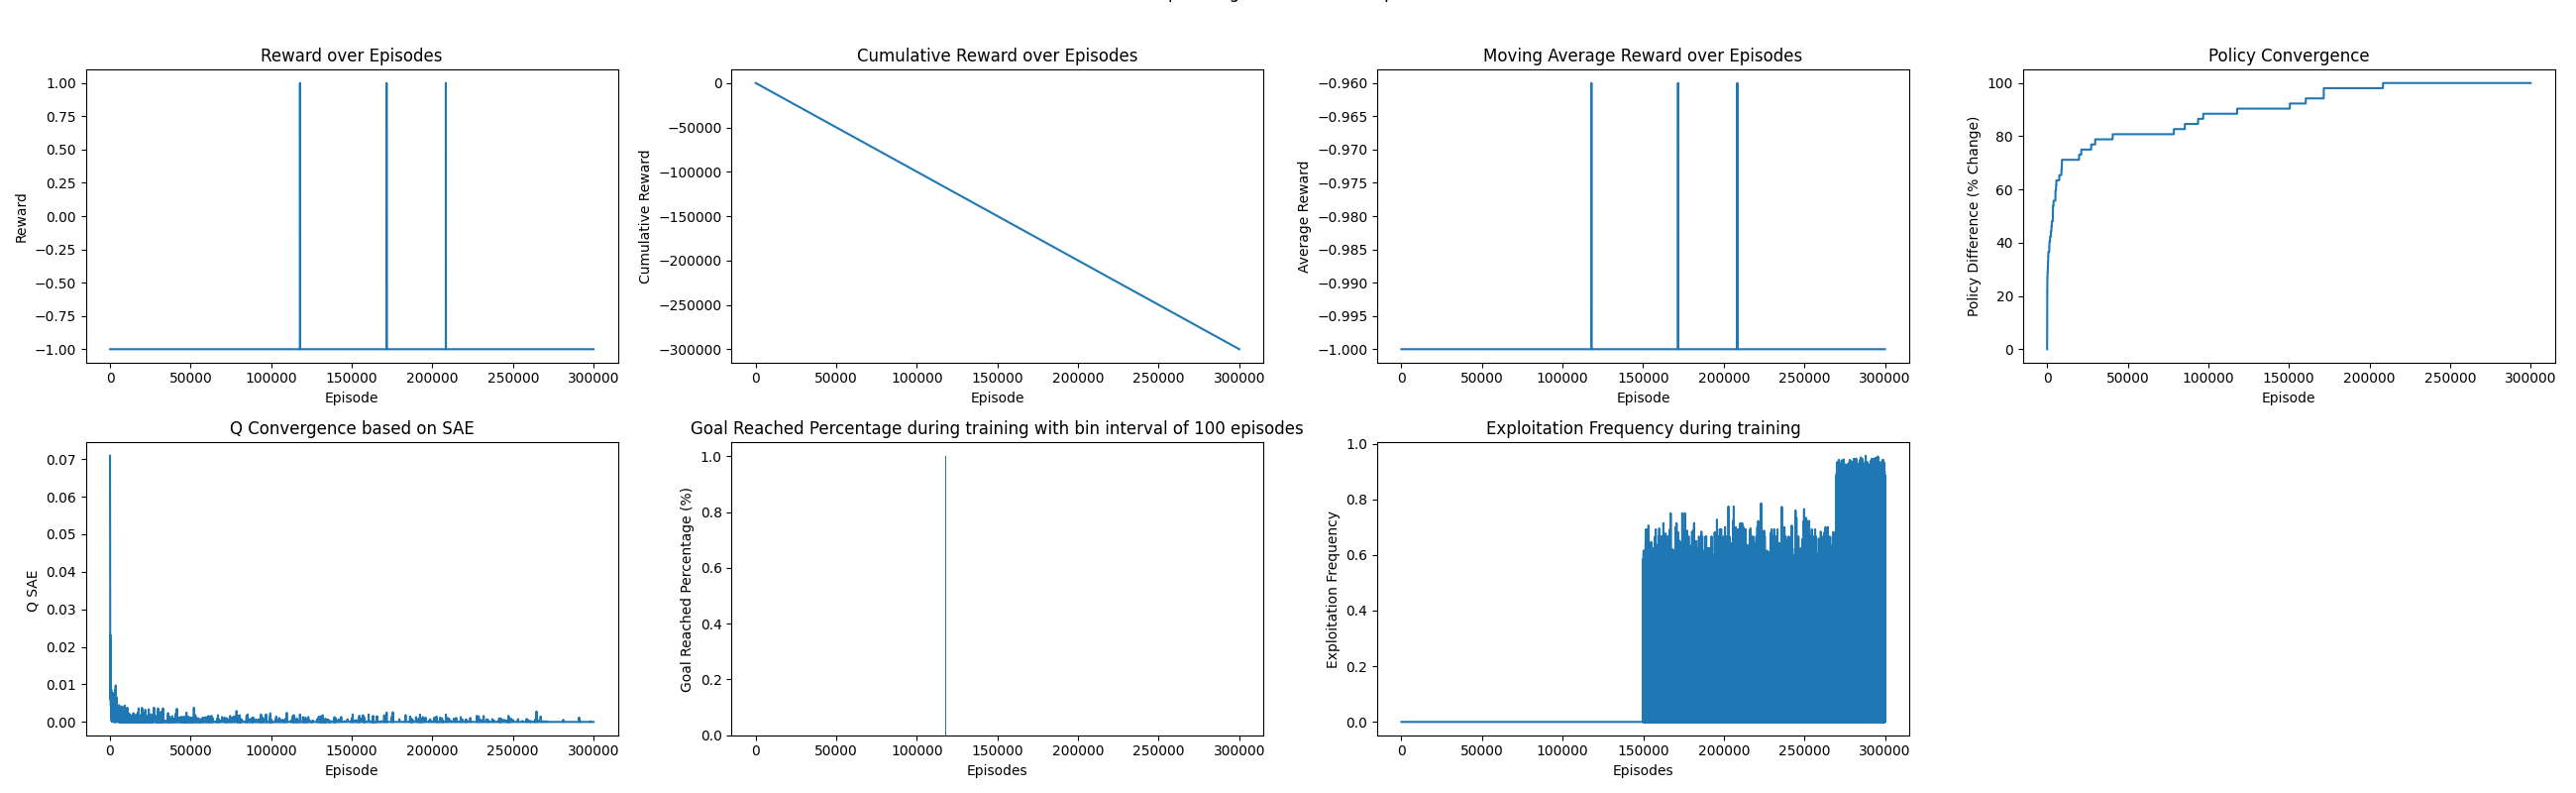 Reward over Episodes
1.00
0.75
0.50
0.25
0.00
−0.25
−0.50
−0.75
−1.00
Reward
0 50000 100000 150000 200000 250000 300000
Episode
Cumulative Reward over Episodes
0
−50000
−100000
−150000
−200000
−250000
−300000
Cumulative Reward
0 50000 100000 150000 200000 250000 300000
Episode
Moving Average Reward over Episodes
−0.960
−0.965
−0.970
−0.975
−0.980
−0.985
−0.990
−0.995
−1.000
Average Reward
0 50000 100000 150000 200000 250000 300000
Episode
Policy Convergence
100
80
60
40
20
0
Policy Difference (% Change)
0 50000 100000 150000 200000 250000 300000
Episode
Q Convergence based on SAE
0.07
0.06
0.05
0.04
0.03
0.02
0.01
0.00
Q SAE
0 50000 100000 150000 200000 250000 300000
Episode
Goal Reached Percentage during training with bin interval of 100 episodes
1.0
0.8
0.6
0.4
0.2
0.0
Goal Reached Percentage (%)
0 50000 100000 150000 200000 250000 300000
Episodes
Exploitation Frequency during training
1.0
0.8
0.6
0.4
0.2
0.0
Exploitation Frequency
0 50000 100000 150000 200000 250000 300000
Episodes